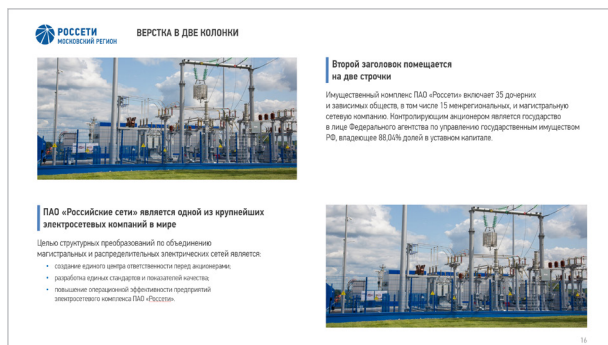 РОССЕТИ
МОСКОВСКИЙ РЕГИОН
ВЕРСТКА В ДВЕ КОЛОНКИ
Второй заголовок помещается
на две строчки
Имущественный комплекс ПАО «Россети» включает 35 дочерних
и зависимых обществ, в том числе 15 межрегиональных, и магистральную
сетевую компанию. Контролирующим акционером является государство
в лице Федерального агентства по управлению государственным имуществом
РФ, владеющее 88,04% долей в уставном капитале.
ПАО «Российские сети» является одной из крупнейших
электросетевых компаний в мире
Целью структурных преобразований по объединению
магистральных и распределительных электрических сетей является:
• создание единого центра ответственности перед акционерами;
• разработка единых стандартов и показателей качества;
• повышение операционной эффективности предприятий
электросетевого комплекса ПАО «Россети».
16